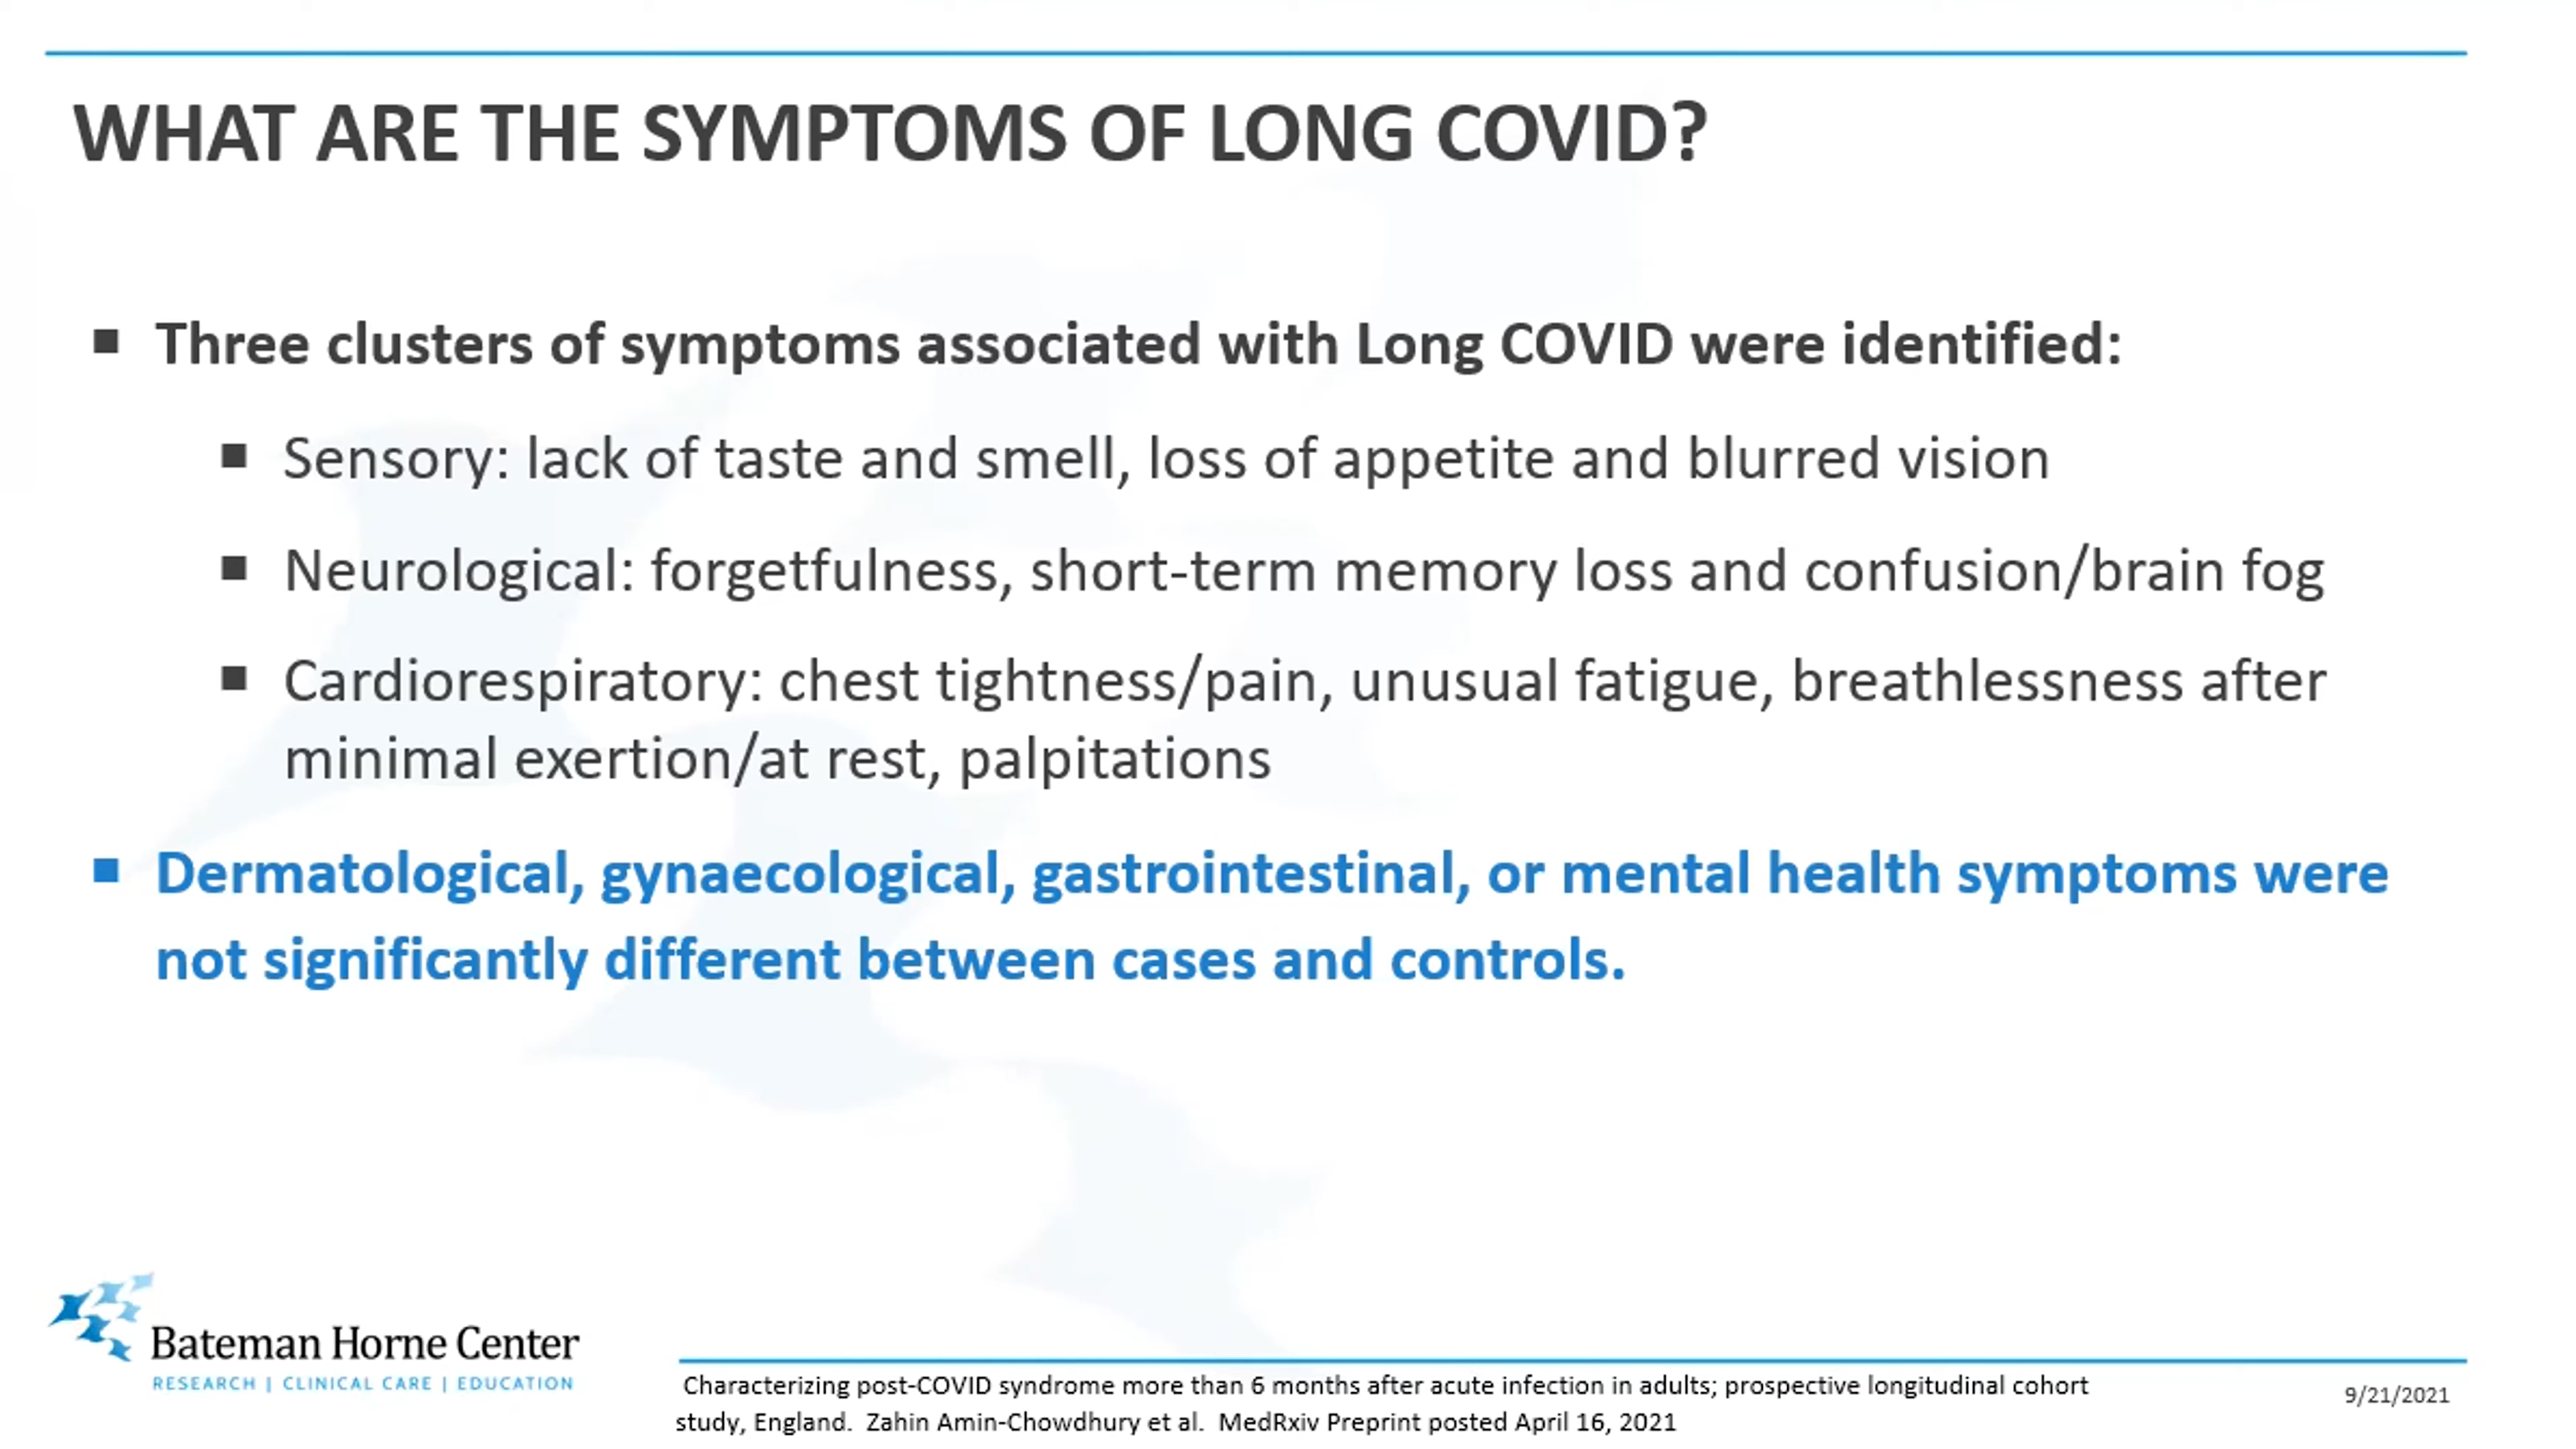 WHAT ARE THE SYMPTOMS OF LONG COVID?
▪ Three clusters of symptoms associated with Long COVID were identified:
▪ Sensory: lack of taste and smell, loss of appetite and blurred vision
▪ Neurological: forgetfulness, short-term memory loss and confusion/brain fog
▪ Cardiorespiratory: chest tightness/pain, unusual fatigue, breathlessness after
minimal exertion/at rest, palpitations
▪ Dermatological, gynaecological, gastrointestinal, or mental health symptoms were
not significantly different between cases and controls.
Bateman Horne Center
RESEARCH | CLINICAL CARE | EDUCATION
Characterizing post-COVID syndrome more than 6 months after acute infection in adults; prospective longitudinal cohort
study, England. Zahin Amin-Chowdhury et al. MedRxiv Preprint posted April 16, 2021
9/21/2021